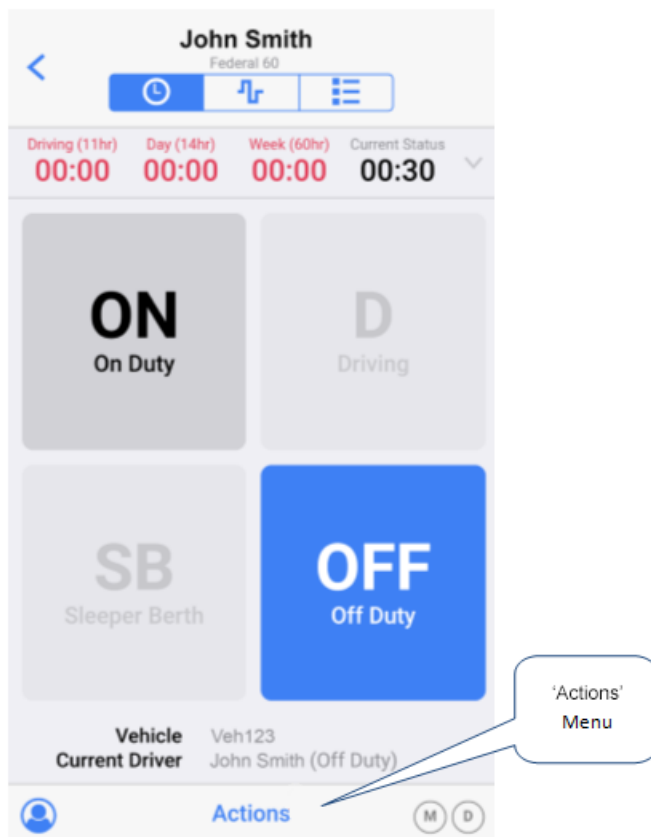 John Smith
Federal 60
Driving (11hr) Day (14hr) Week (60hr) Current Status
00:00 00:00 00:00 00:30
ON
On Duty
D
Driving
SB
Sleeper Berth
OFF
Off Duty
Vehicle Veh123
Current Driver John Smith (Off Duty)
Actions
M D
‘Actions’
Menu